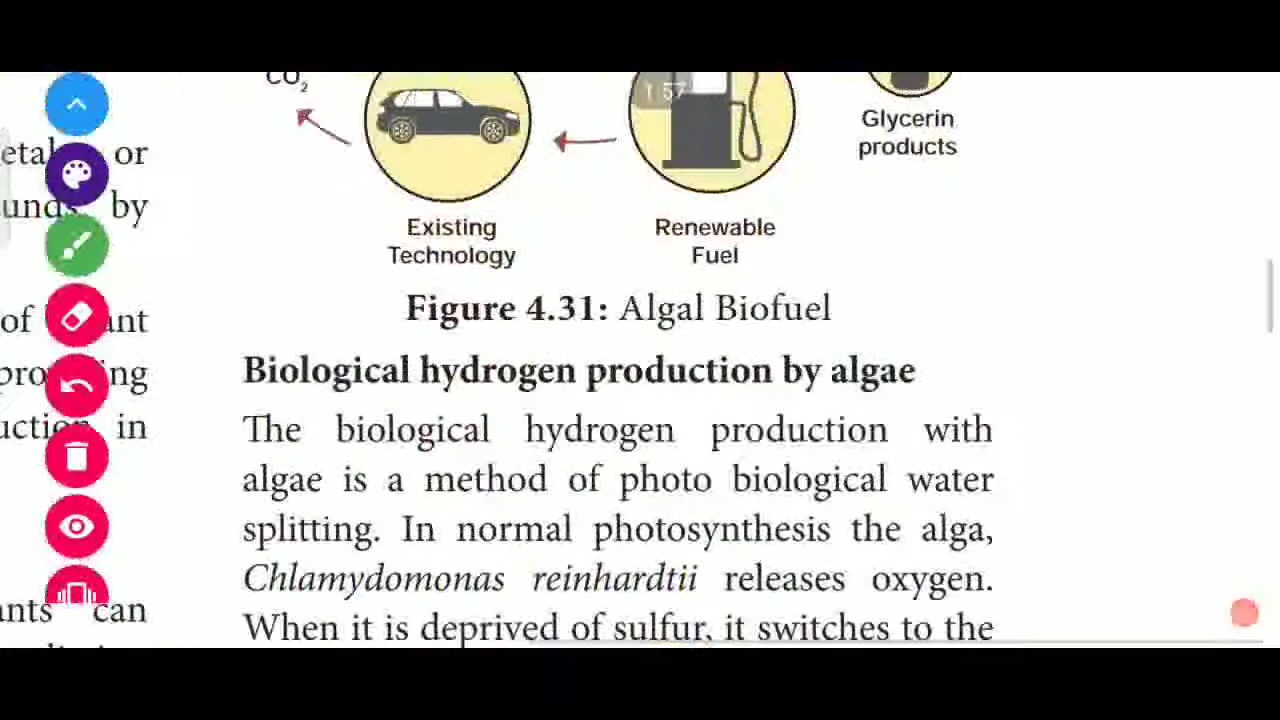 CO2
1:57
Glycerin
products
or
by
Existing
Technology
Renewable
Fuel
Figure 4.31: Algal Biofuel
of
Biological hydrogen production by algae
in
The biological hydrogen production with
algae is a method of photo biological water
splitting. In normal photosynthesis the alga,
Chlamydomonas reinhardtii releases oxygen.
can
When it is deprived of sulfur, it switches to the